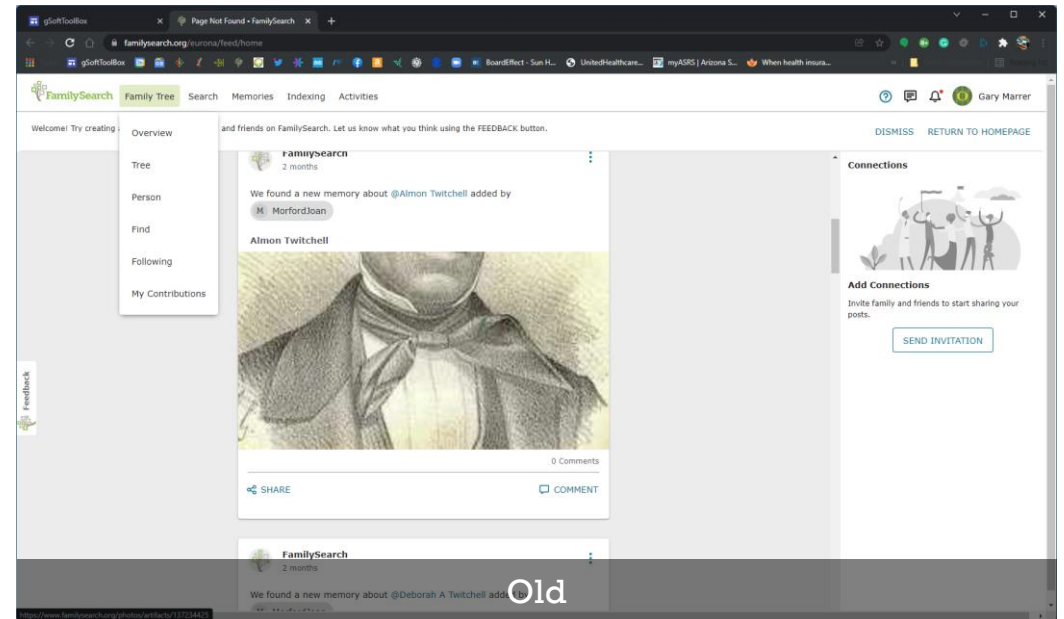 gSoftToolBox
Page Not Found • FamilySearch
familysearch.org/eurona/feed/home
gSoftToolBox
BoardEffect - Sun H...
UnitedHealthcare...
myASRS | Arizona S...
When health insura...
FamilySearch
Family Tree
Search
Memories
Indexing
Activities
Gary Marrer
Welcome! Try creating
and friends on FamilySearch. Let us know what you think using the FEEDBACK button.
DISMISS
RETURN TO HOMEPAGE
Overview
Tree
Person
Find
Following
My Contributions
FamilySearch
2 months
We found a new memory about @Almon Twitchell added by
M MorfordJoan
Almon Twitchell
0 Comments
SHARE
COMMENT
FamilySearch
2 months
We found a new memory about @Deborah A Twitchell added by
Connections
Add Connections
Invite family and friends to start sharing your
posts.
SEND INVITATION
Feedback
Old
https://www.familysearch.org/photos/artifacts/137234425